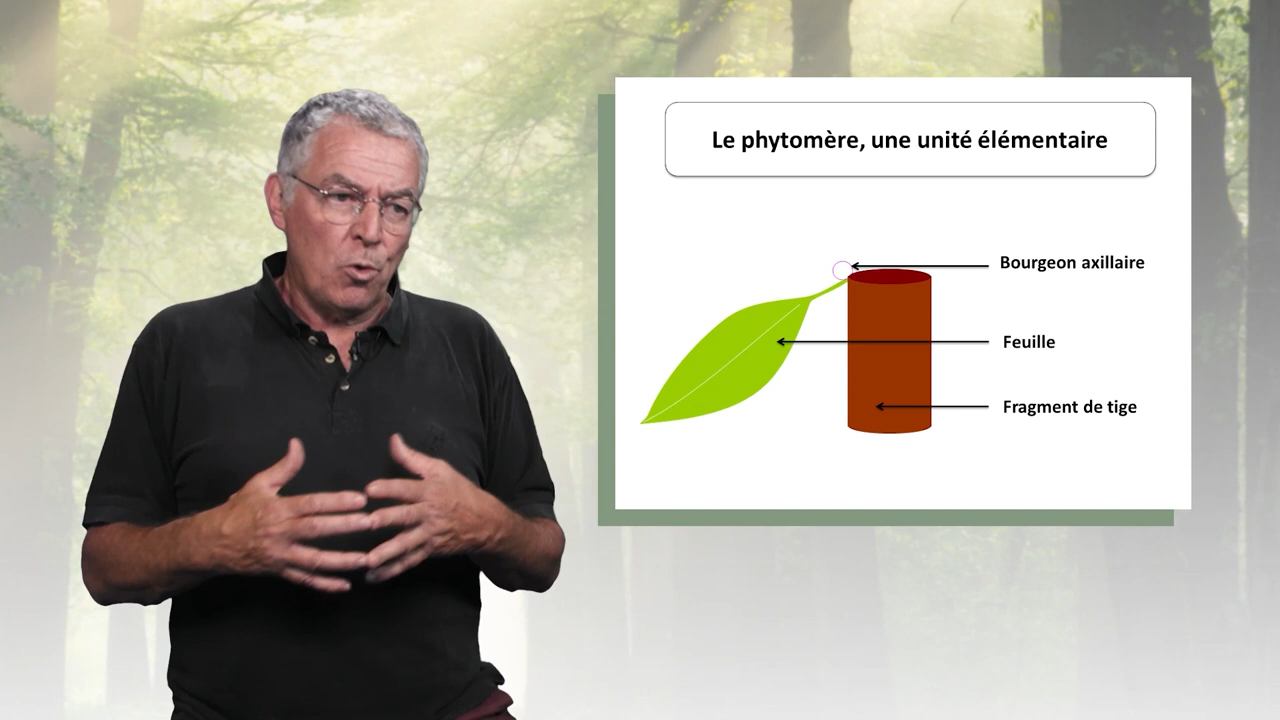 Le phytomère, une unité élémentaire
Bourgeon axillaire
Feuille
Fragment de tige